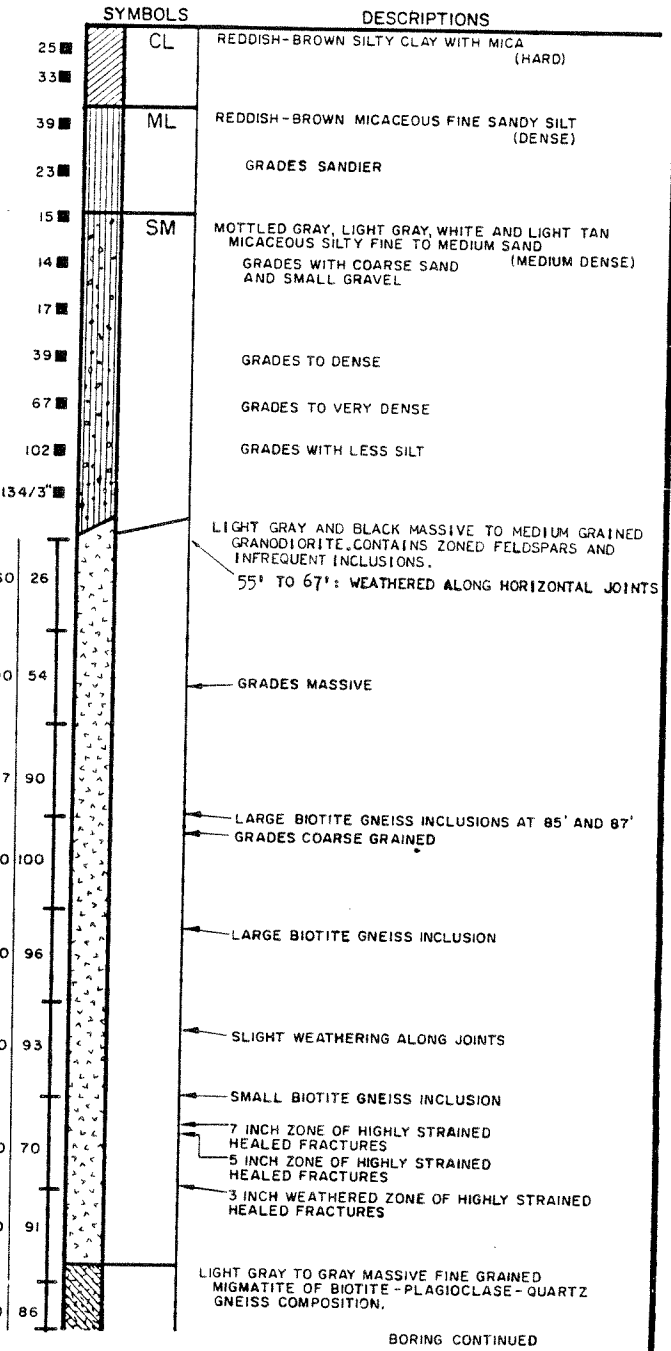 SYMBOLS DESCRIPTIONS
25 CL REDDISH-BROWN SILTY CLAY WITH MICA
(HARD)
33
39 ML REDDISH-BROWN MICACEOUS FINE SANDY SILT
(DENSE)
23 GRADES SANDIER
15 SM MOTTLED GRAY, LIGHT GRAY, WHITE AND LIGHT TAN
MICACEOUS SILTY FINE TO MEDIUM SAND
(MEDIUM DENSE)
14 GRADES WITH COARSE SAND
AND SMALL GRAVEL
17
39 GRADES TO DENSE
67 GRADES TO VERY DENSE
102 GRADES WITH LESS SILT
134/3"
LIGHT GRAY AND BLACK MASSIVE TO MEDIUM GRAINED
GRANODIORITE. CONTAINS ZONED FELDSPARS AND
INFREQUENT INCLUSIONS.
26 55' TO 67': WEATHERED ALONG HORIZONTAL JOINTS
0 54 GRADES MASSIVE
7 90
LARGE BIOTITE GNEISS INCLUSIONS AT 85' AND 87'
GRADES COARSE GRAINED
0 100
LARGE BIOTITE GNEISS INCLUSION
0 96
SLIGHT WEATHERING ALONG JOINTS
0 93
SMALL BIOTITE GNEISS INCLUSION
7 INCH ZONE OF HIGHLY STRAINED
HEALED FRACTURES
0 70 5 INCH ZONE OF HIGHLY STRAINED
HEALED FRACTURES
3 INCH WEATHERED ZONE OF HIGHLY STRAINED
HEALED FRACTURES
0 91
LIGHT GRAY TO GRAY MASSIVE FINE GRAINED
MIGMATITE OF BIOTITE-PLAGIOCLASE-QUARTZ
GNEISS COMPOSITION.
86
BORING CONTINUED